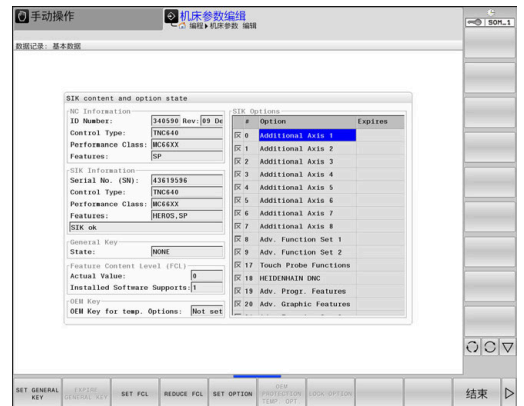 手动操作
机床参数编辑
编程▸机床参数 编辑
SOM_1
数据记录: 基本数据
SIK content and option state
NC Information
ID Number: 340590 Rev: 09 De
Control Type: TNC640
Performance Class: MC6XX
Features: SP
SIK Information
Serial No. (SN): 43619596
Control Type: TNC640
Performance Class: MC66XX
Features: HEROS,SP
SIK ok
General Key
State: NONE
Feature Content Level (FCL)
Actual Value: 0
Installed Software Supports: 1
OEM Key
OEM Key for temp. Options: Not set
SIK Options
# Option Expires
0 Additional Axis 1
1 Additional Axis 2
2 Additional Axis 3
3 Additional Axis 4
4 Additional Axis 5
5 Additional Axis 6
6 Additional Axis 7
7 Additional Axis 8
8 Adv. Function Set 1
9 Adv. Function Set 2
17 Touch Probe Functions
18 HEIDENHAIN DNC
19 Adv. Progr. Features
20 Adv. Graphic Features
SET GENERAL KEY
EXPIRE GENERAL KEY
SET FCL
REDUCE FCL
SET OPTION
OEM PROTECTION TEMP. OPT.
LOCK OPTION
结束